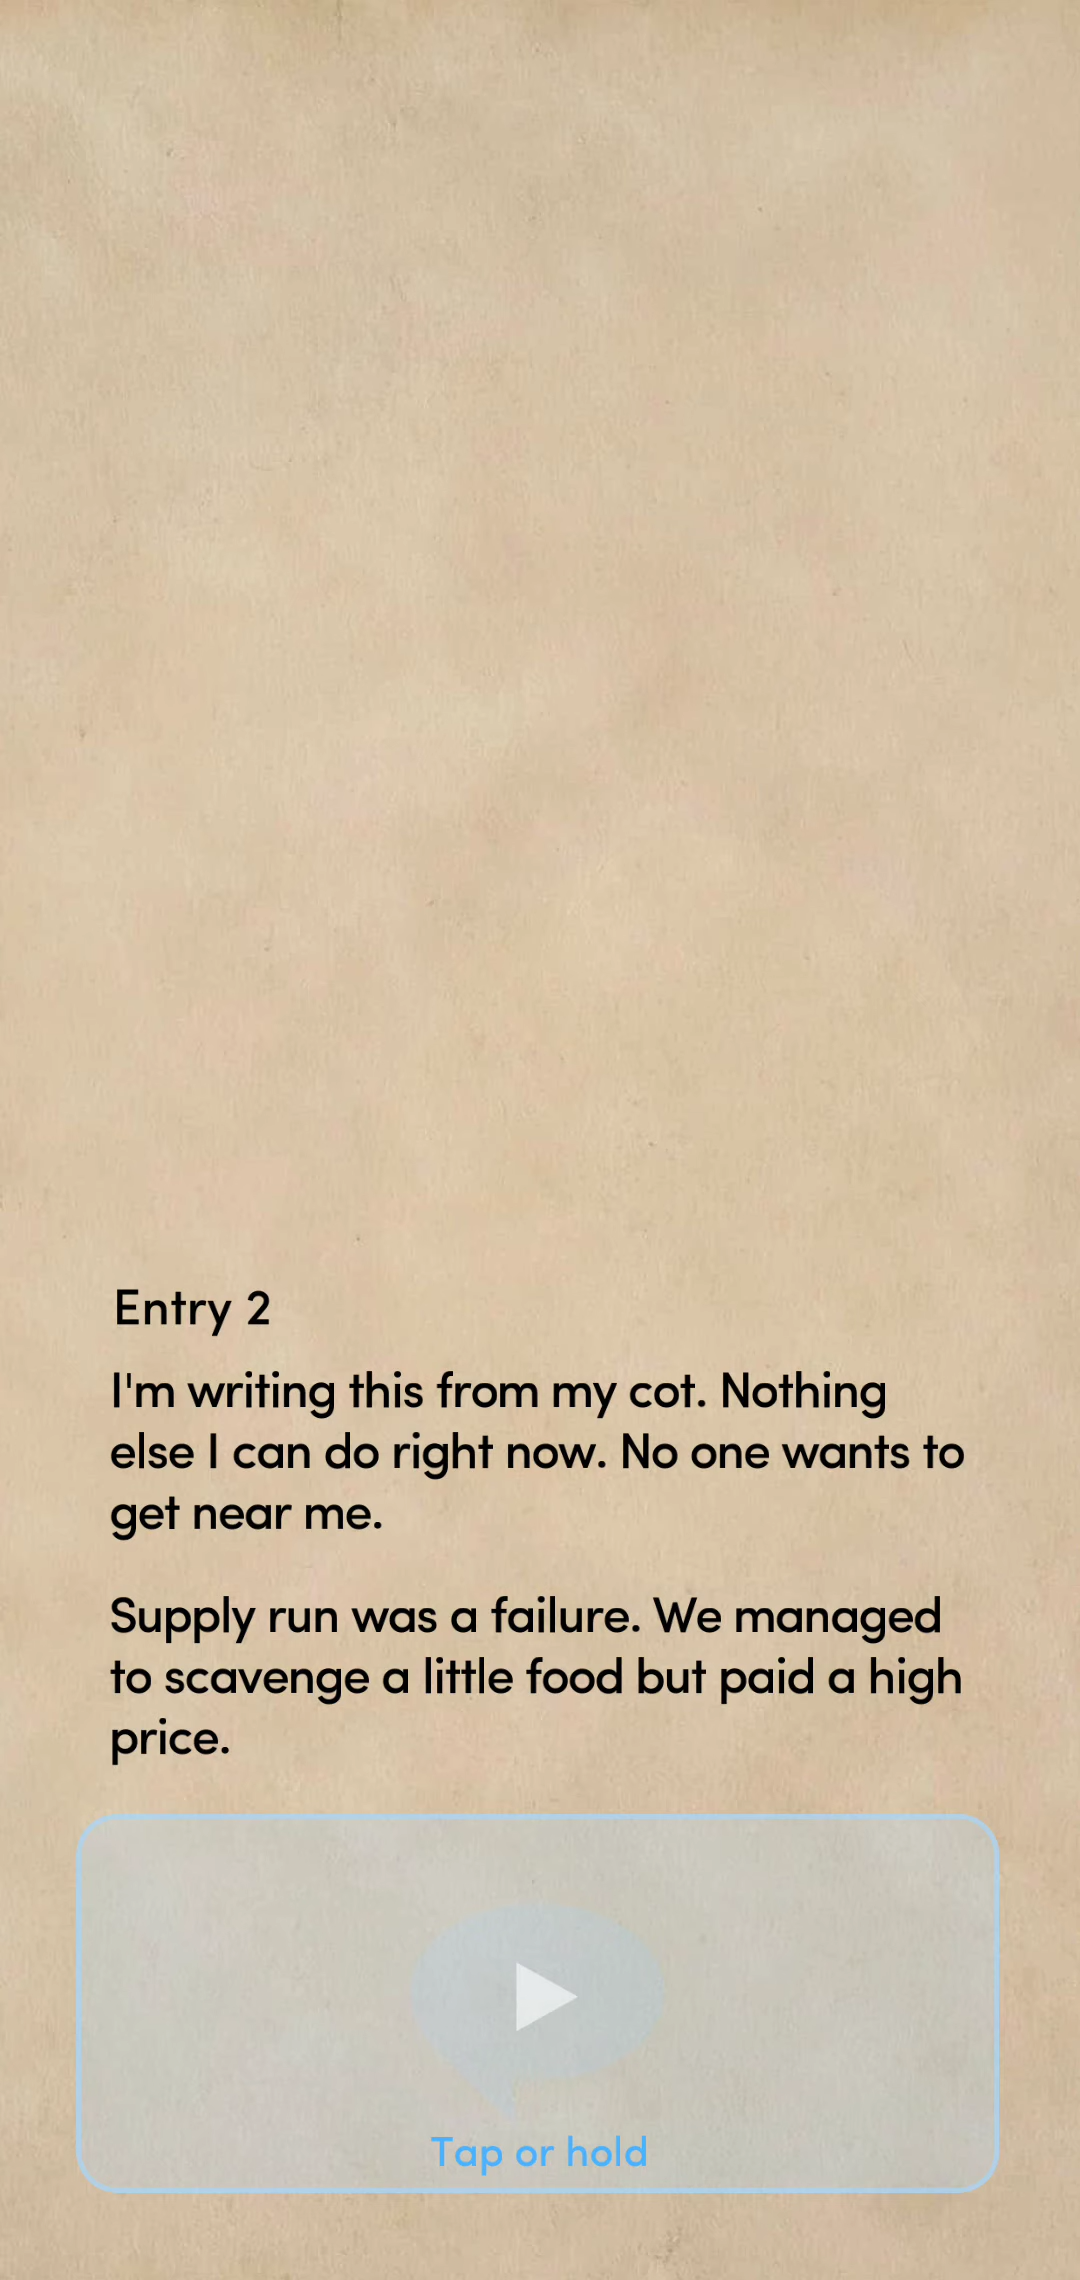 Entry 2
I'm writing this from my cot. Nothing
else I can do right now. No one wants to
get near me.
Supply run was a failure. We managed
to scavenge a little food but paid a high
price.
Tap or hold